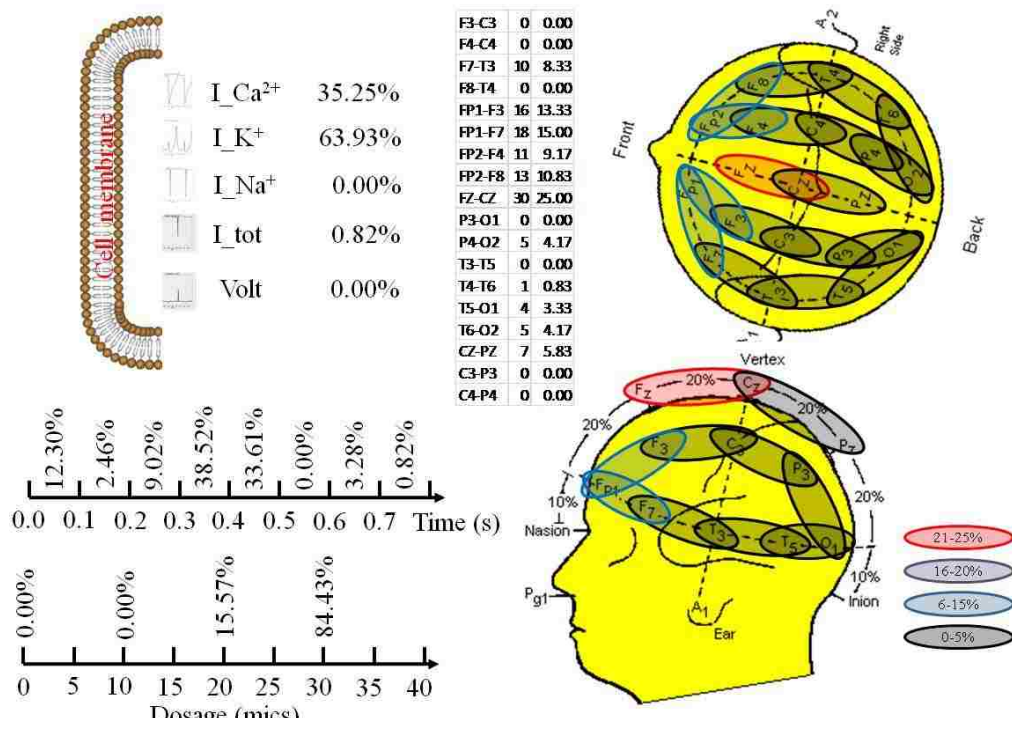 Cell membrane
I_Ca²⁺ 35.25%
I_K⁺ 63.93%
I_Na⁺ 0.00%
I_tot 0.82%
Volt 0.00%
F3-C3 0 0.00
F4-C4 0 0.00
F7-T3 10 8.33
F8-T4 0 0.00
FP1-F3 16 13.33
FP1-F7 18 15.00
FP2-F4 11 9.17
FP2-F8 13 10.83
FZ-CZ 30 25.00
P3-O1 0 0.00
P4-O2 5 4.17
T3-T5 0 0.00
T4-T6 1 0.83
T5-O1 4 3.33
T6-O2 5 4.17
CZ-PZ 7 5.83
C3-P3 0 0.00
C4-P4 0 0.00
A2
Right Side
Front
Back
F8 T4
FP2 F4 C4 P4 O2
FZ CZ PZ
F3 C3 P3 O1
F7 T3 T5
12.30% 2.46% 9.02% 38.52% 33.61% 0.00% 3.28% 0.82%
0.0 0.1 0.2 0.3 0.4 0.5 0.6 0.7 Time (s)
0.00% 0.00% 15.57% 84.43%
0 5 10 15 20 25 30 35 40
Dosage (mics)
Vertex
Fz 20% Cz 20% Pz
20%
F3 C3 P3
20%
10% FP1 F7 T3 T5 O1
Nasion
10%
Pg1
A1
Ear
Inion
21-25%
16-20%
6-15%
0-5%